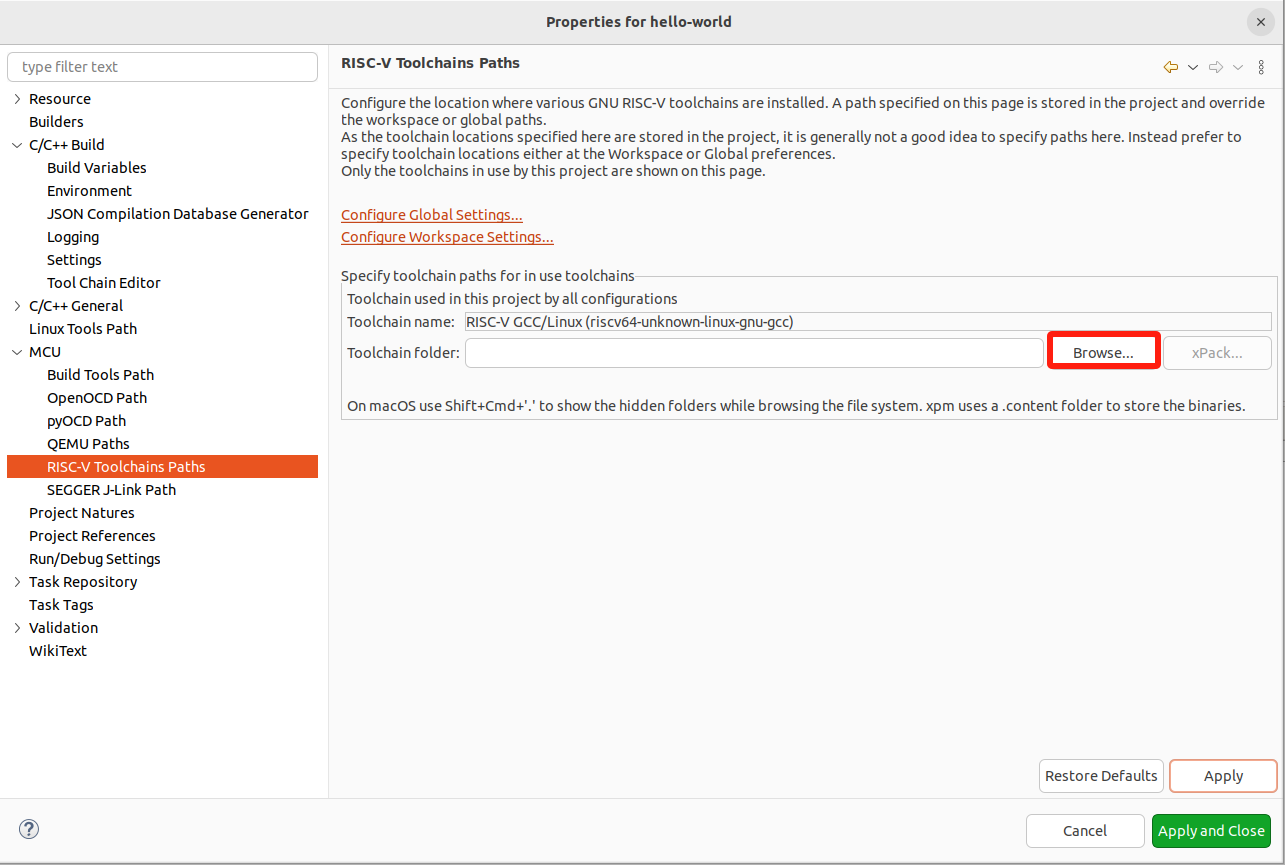 Properties for hello-world
type filter text
Resource
Builders
C/C++ Build
Build Variables
Environment
JSON Compilation Database Generator
Logging
Settings
Tool Chain Editor
C/C++ General
Linux Tools Path
MCU
Build Tools Path
OpenOCD Path
pyOCD Path
QEMU Paths
RISC-V Toolchains Paths
SEGGER J-Link Path
Project Natures
Project References
Run/Debug Settings
Task Repository
Task Tags
Validation
WikiText
RISC-V Toolchains Paths
Configure the location where various GNU RISC-V toolchains are installed. A path specified on this page is stored in the project and override
the workspace or global paths.
As the toolchain locations specified here are stored in the project, it is generally not a good idea to specify paths here. Instead prefer to
specify toolchain locations either at the Workspace or Global preferences.
Only the toolchains in use by this project are shown on this page.
Configure Global Settings...
Configure Workspace Settings...
Specify toolchain paths for in use toolchains
Toolchain used in this project by all configurations
Toolchain name: RISC-V GCC/Linux (riscv64-unknown-linux-gnu-gcc)
Toolchain folder: Browse... xPack...
On macOS use Shift+Cmd+'.' to show the hidden folders while browsing the file system. xpm uses a .content folder to store the binaries.
Restore Defaults Apply
? Cancel Apply and Close